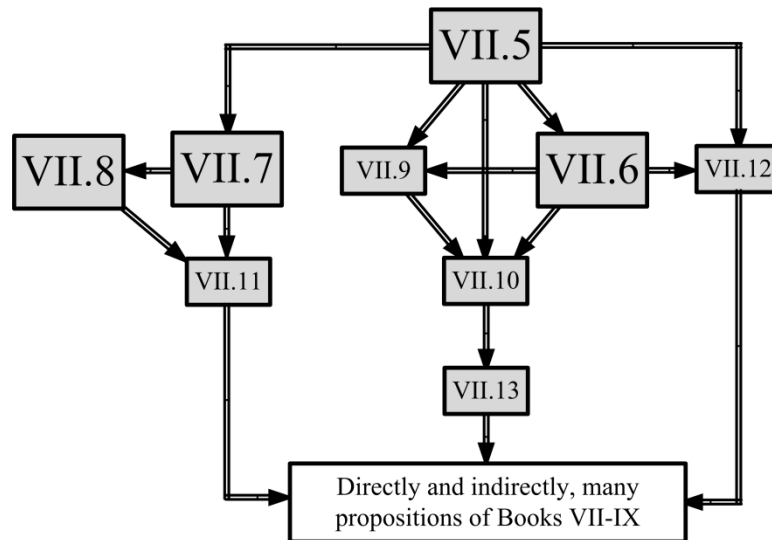 VII.5
VII.8
VII.7
VII.9
VII.6
VII.12
VII.11
VII.10
VII.13
Directly and indirectly, many
propositions of Books VII-IX